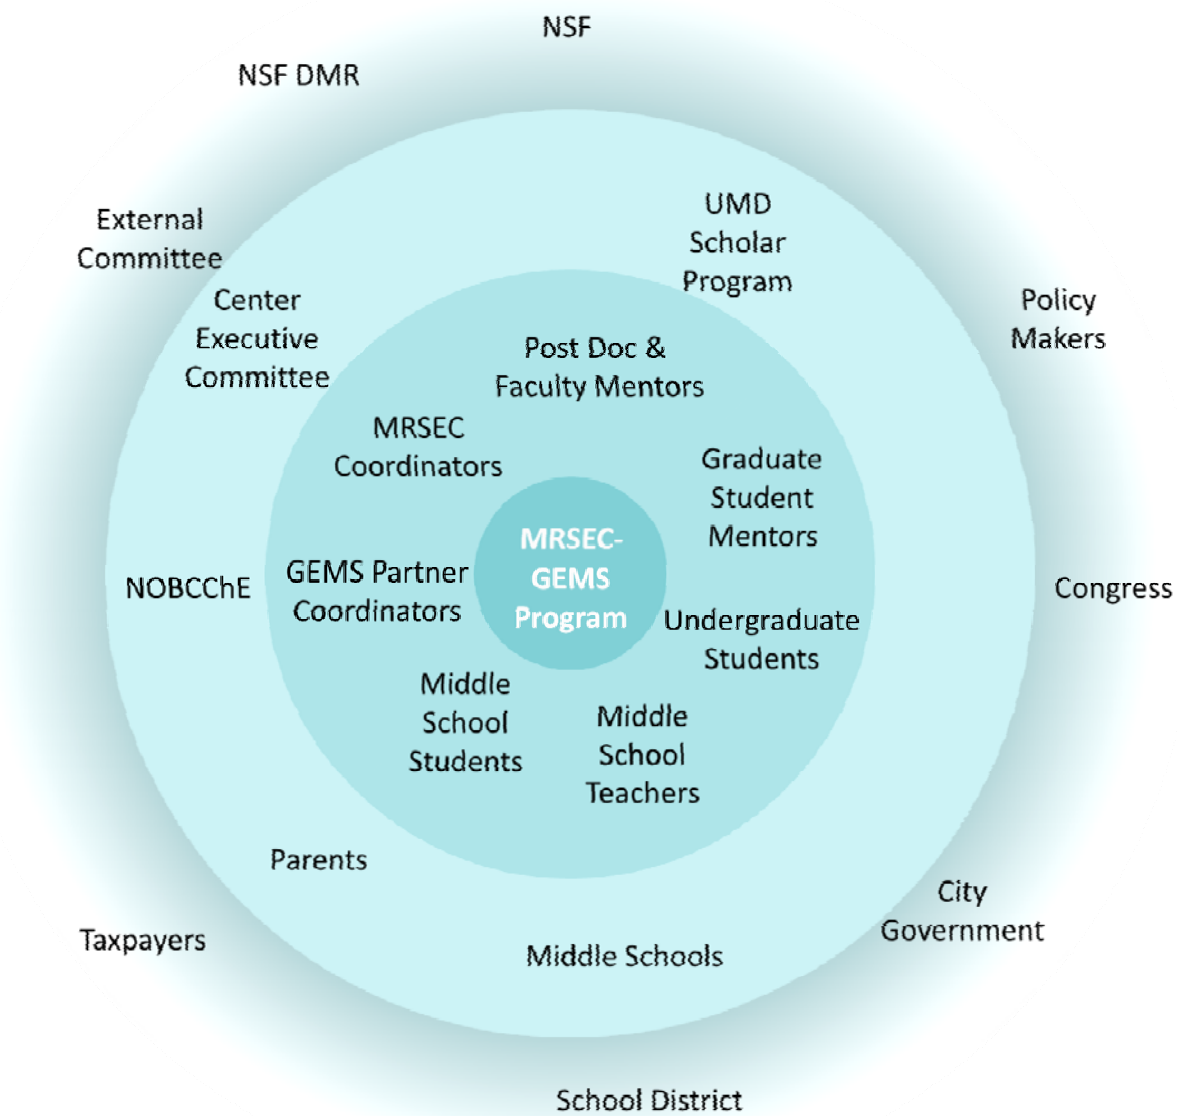 NSF
NSF DMR
External
Committee
UMD
Scholar
Program
Center
Executive
Committee
Policy
Makers
Post Doc &
Faculty Mentors
MRSEC
Coordinators
Graduate
Student
Mentors
MRSEC-
GEMS
Program
NOBCChE
GEMS Partner
Coordinators
Congress
Undergraduate
Students
Middle
School
Students
Middle
School
Teachers
Parents
City
Government
Taxpayers
Middle Schools
School District